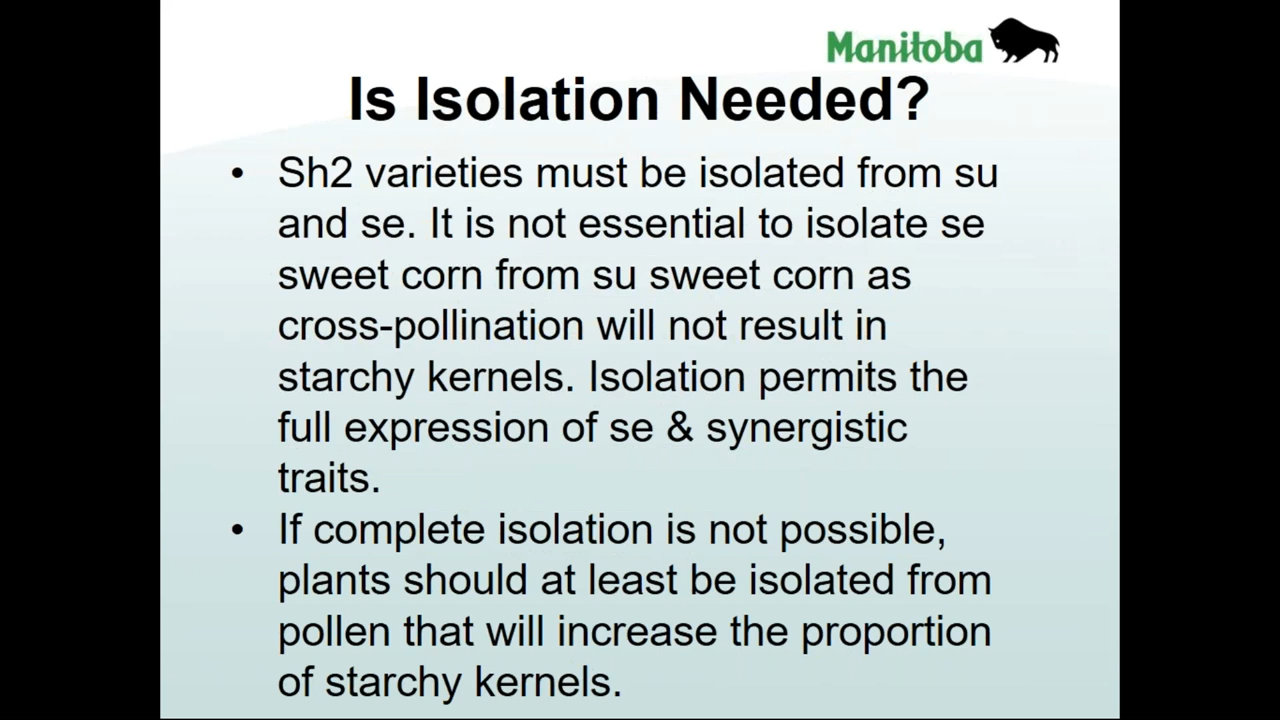 Manitoba
Is Isolation Needed?
• Sh2 varieties must be isolated from su
and se. It is not essential to isolate se
sweet corn from su sweet corn as
cross-pollination will not result in
starchy kernels. Isolation permits the
full expression of se & synergistic
traits.
• If complete isolation is not possible,
plants should at least be isolated from
pollen that will increase the proportion
of starchy kernels.